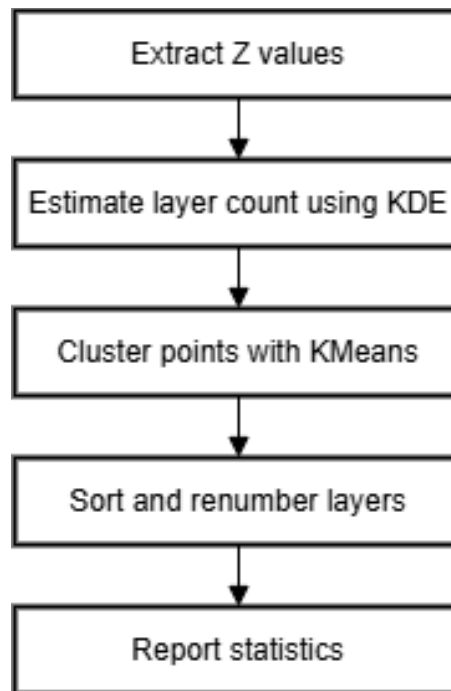 Extract Z values
Estimate layer count using KDE
Cluster points with KMeans
Sort and renumber layers
Report statistics